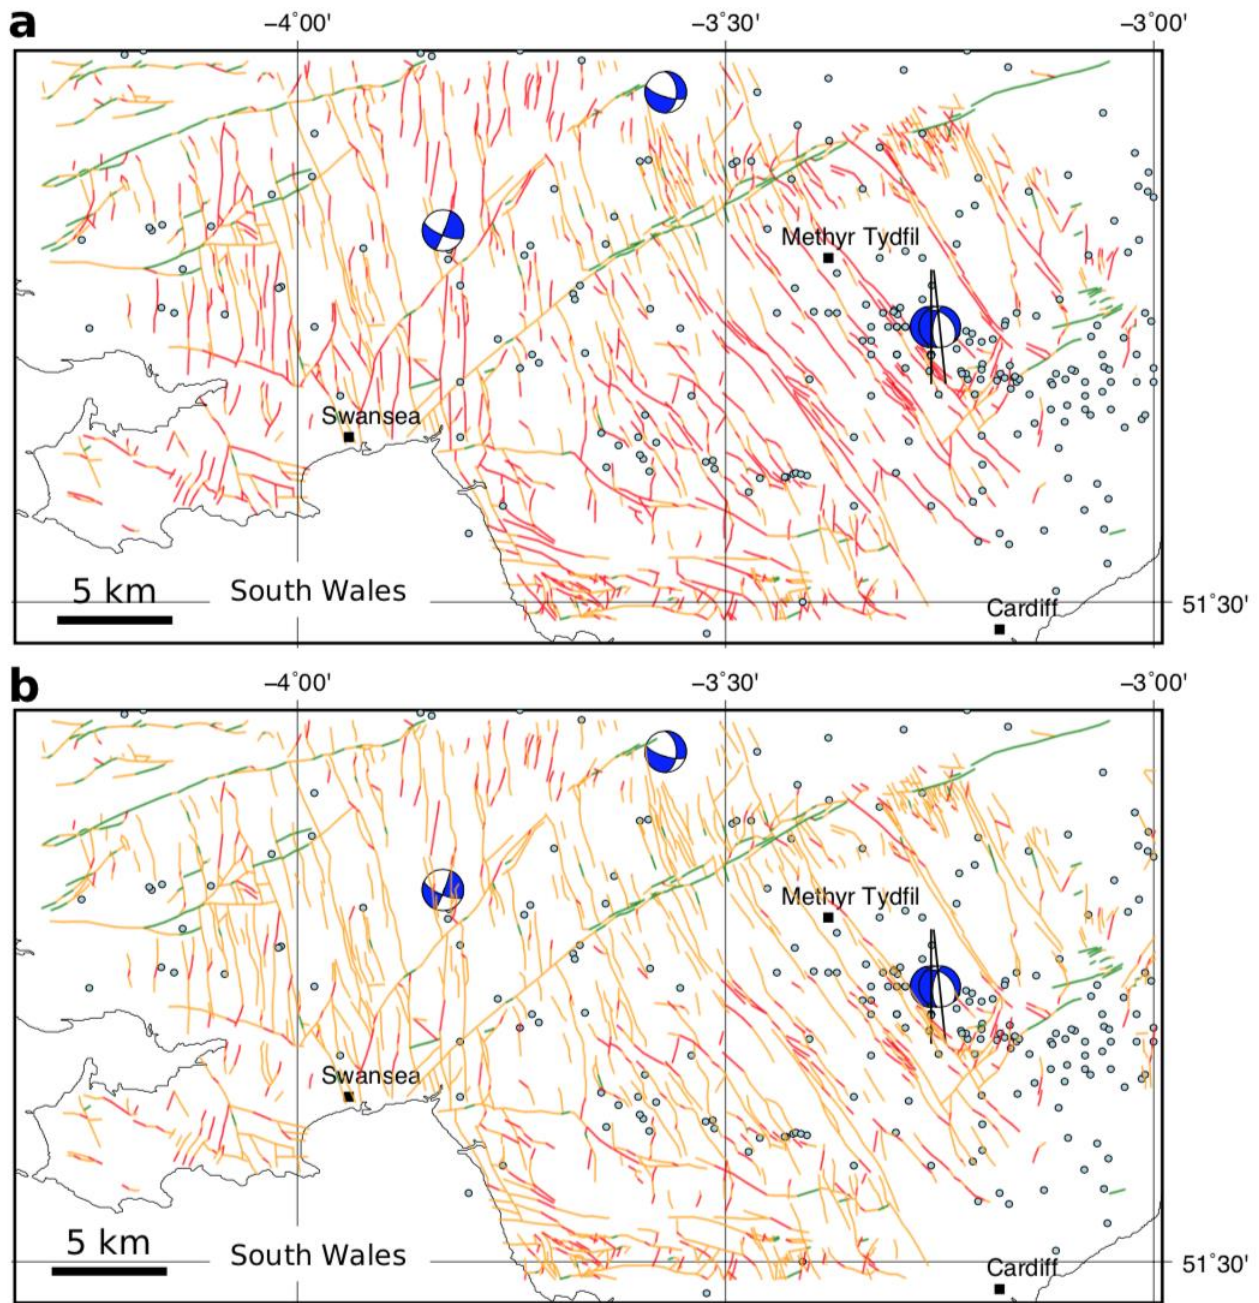 a
−4˚00' −3˚30' −3˚00'
Methyr Tydfil
Swansea
5 km South Wales
Cardiff
51˚30'
b
−4˚00' −3˚30' −3˚00'
Methyr Tydfil
Swansea
5 km South Wales
Cardiff
51˚30'